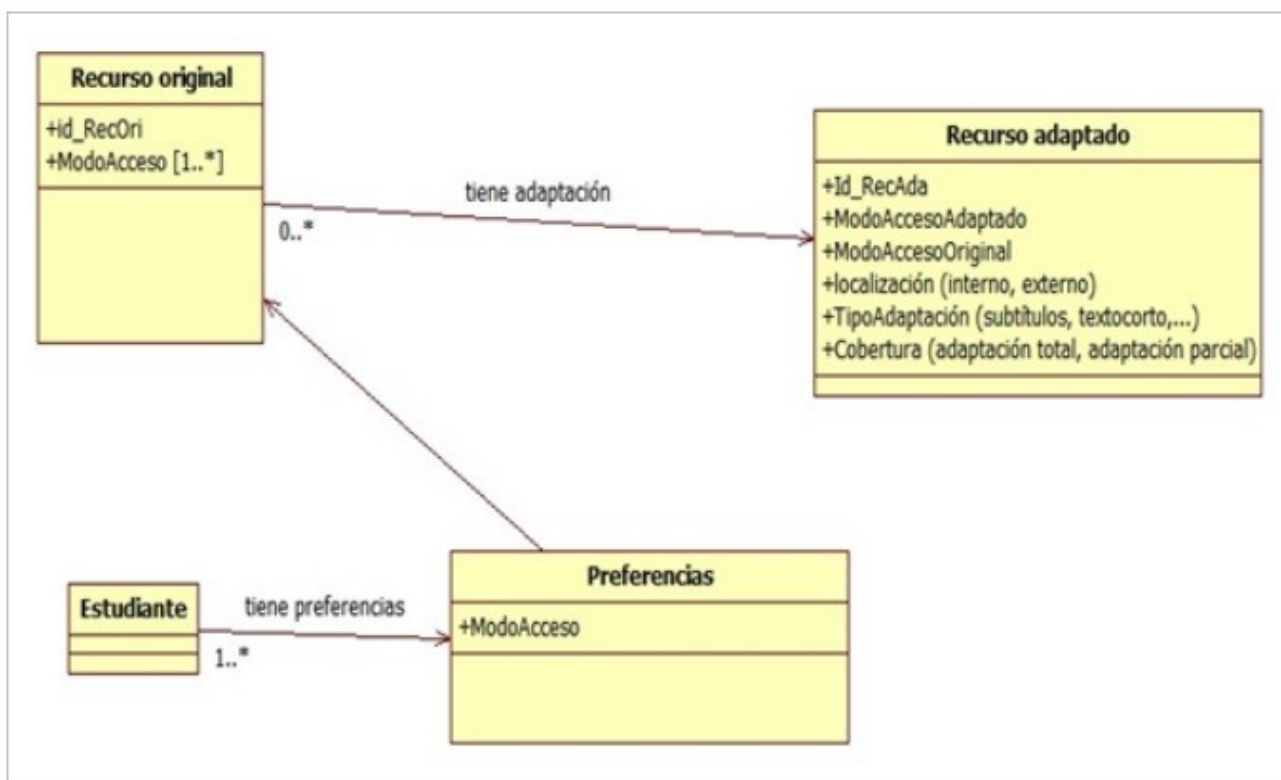 Recurso original
+id_RecOri
+ModoAcceso [1..*]
tiene adaptación
0..*
Recurso adaptado
+Id_RecAda
+ModoAccesoAdaptado
+ModoAccesoOriginal
+localización (interno, externo)
+TipoAdaptación (subtítulos, textocorto,...)
+Cobertura (adaptación total, adaptación parcial)
Estudiante
tiene preferencias
1..*
Preferencias
+ModoAcceso